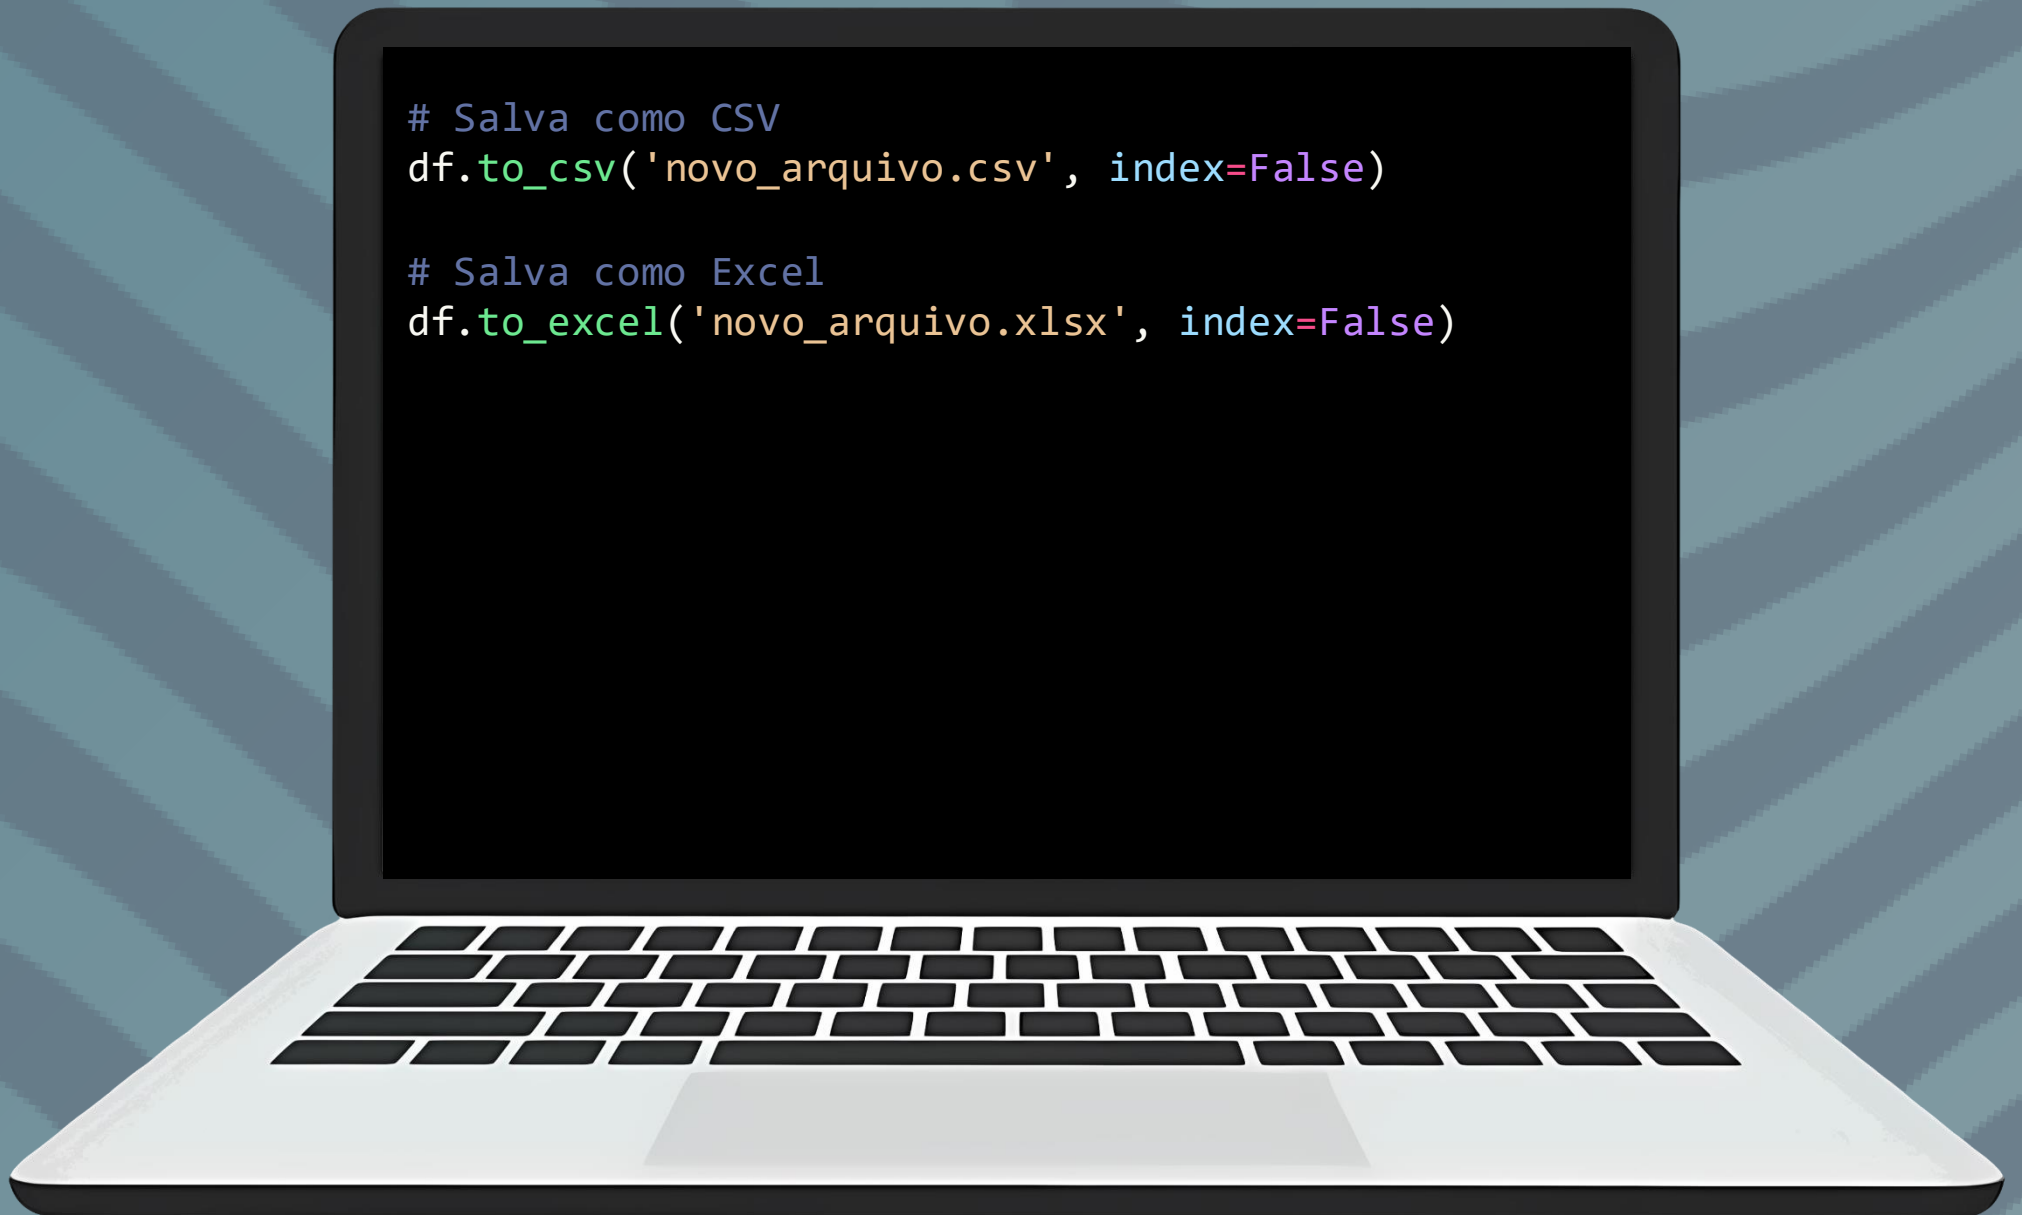 # Salva como CSV
df.to_csv('novo_arquivo.csv', index=False)
# Salva como Excel
df.to_excel('novo_arquivo.xlsx', index=False)